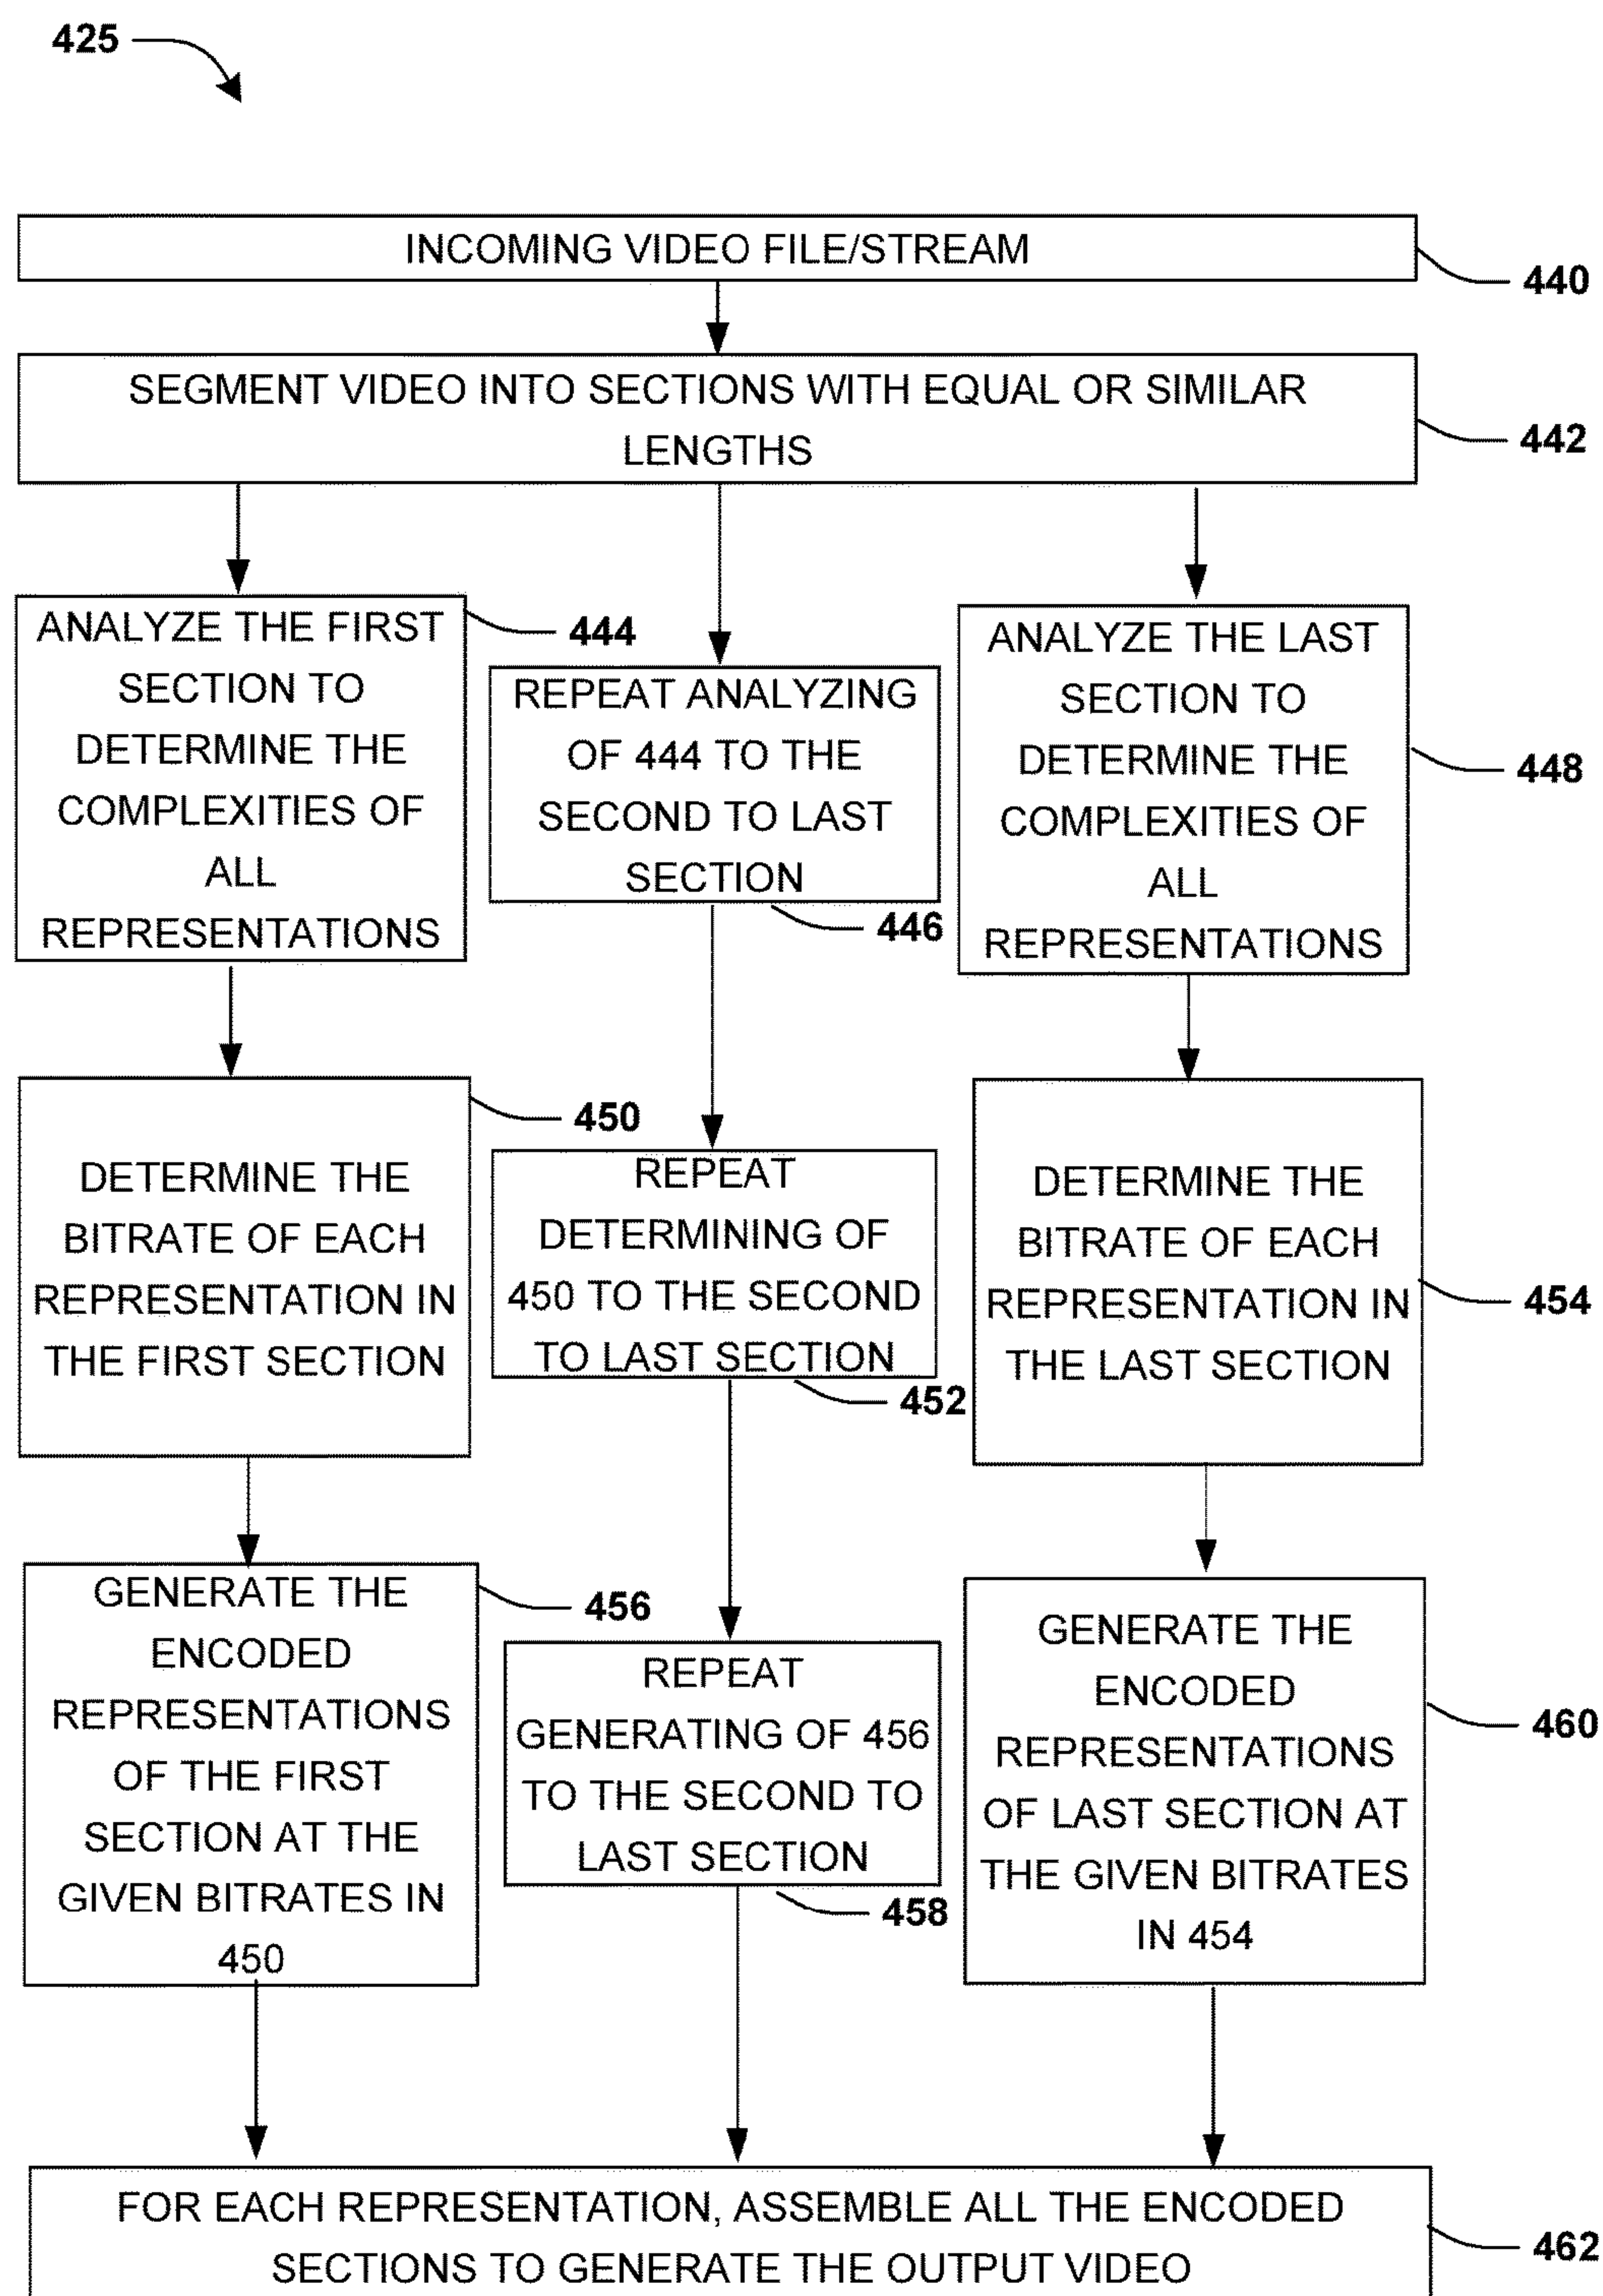 425
INCOMING VIDEO FILE/STREAM
440
SEGMENT VIDEO INTO SECTIONS WITH EQUAL OR SIMILAR
LENGTHS
442
ANALYZE THE FIRST
SECTION TO
DETERMINE THE
COMPLEXITIES OF
ALL
REPRESENTATIONS
444
REPEAT ANALYZING
OF 444 TO THE
SECOND TO LAST
SECTION
446
ANALYZE THE LAST
SECTION TO
DETERMINE THE
COMPLEXITIES OF
ALL
REPRESENTATIONS
448
DETERMINE THE
BITRATE OF EACH
REPRESENTATION IN
THE FIRST SECTION
450
REPEAT
DETERMINING OF
450 TO THE SECOND
TO LAST SECTION
452
DETERMINE THE
BITRATE OF EACH
REPRESENTATION IN
THE LAST SECTION
454
GENERATE THE
ENCODED
REPRESENTATIONS
OF THE FIRST
SECTION AT THE
GIVEN BITRATES IN
450
456
REPEAT
GENERATING OF 456
TO THE SECOND TO
LAST SECTION
458
GENERATE THE
ENCODED
REPRESENTATIONS
OF LAST SECTION AT
THE GIVEN BITRATES
IN 454
460
FOR EACH REPRESENTATION, ASSEMBLE ALL THE ENCODED
SECTIONS TO GENERATE THE OUTPUT VIDEO
462